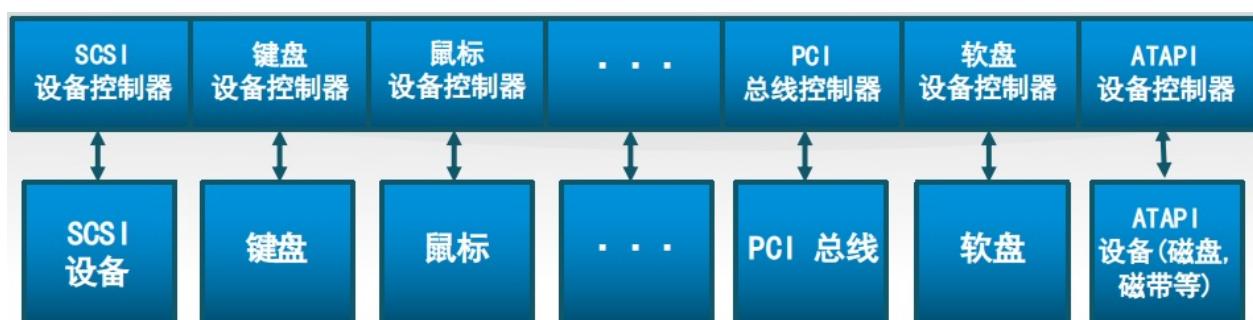 SCSI
设备控制器
键盘
设备控制器
鼠标
设备控制器
· · ·
PCI
总线控制器
软盘
设备控制器
ATAPI
设备控制器
SCSI
设备
键盘
鼠标
· · ·
PCI 总线
软盘
ATAPI
设备(磁盘,
磁带等)